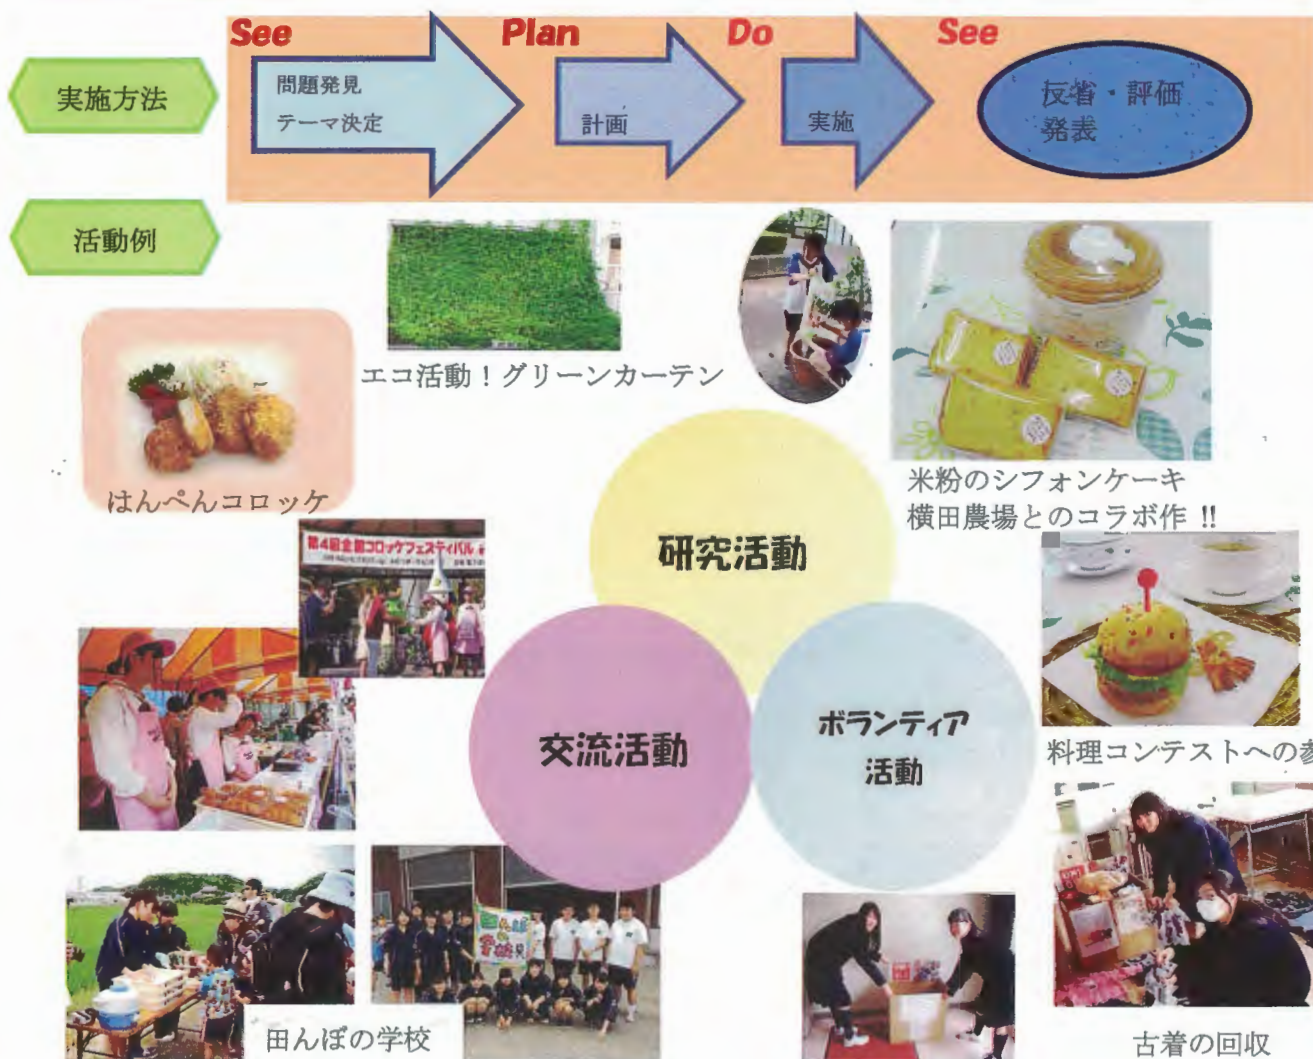 See
Plan
Do
See
実施方法
問題発見
テーマ決定
計画
実施
反省・評価
発表
活動例
エコ活動！グリーンカーテン
はんぺんコロッケ
米粉のシフォンケーキ
横田農場とのコラボ作 !!
第4回全国コロッケフェスティバル
研究活動
交流活動
ボランティア
活動
料理コンテストへの参
田んぼの学校
古着の回収